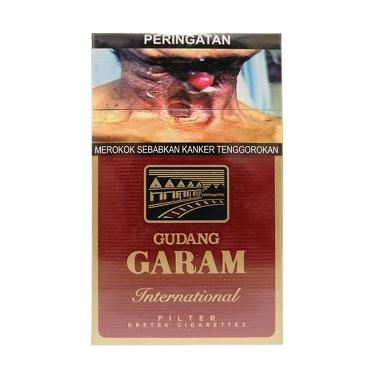 PERINGATAN
MEROKOK SEBABKAN KANKER TENGGOROKAN
GUDANG
GARAM
International
FILTER
KRETEK CIGARETTES